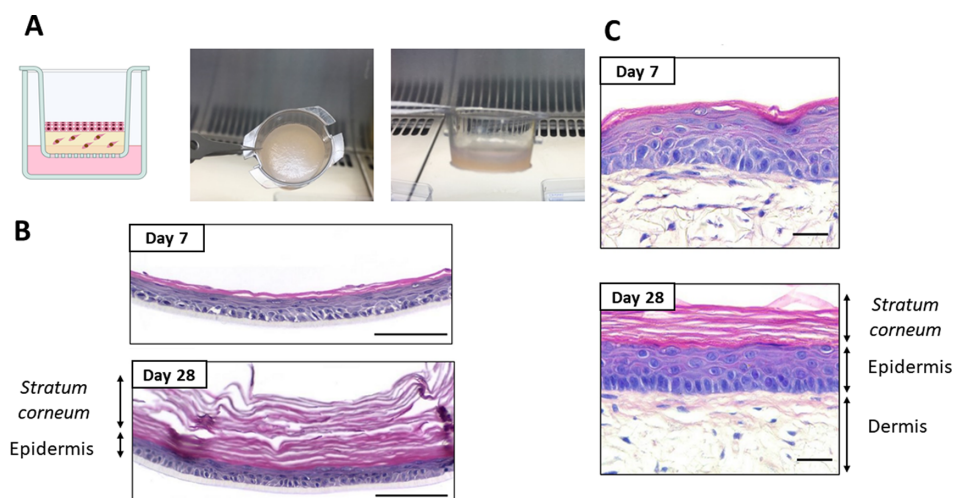 A
B
Day 7
Day 28
Stratum
corneum
Epidermis
C
Day 7
Day 28
Stratum
corneum
Epidermis
Dermis